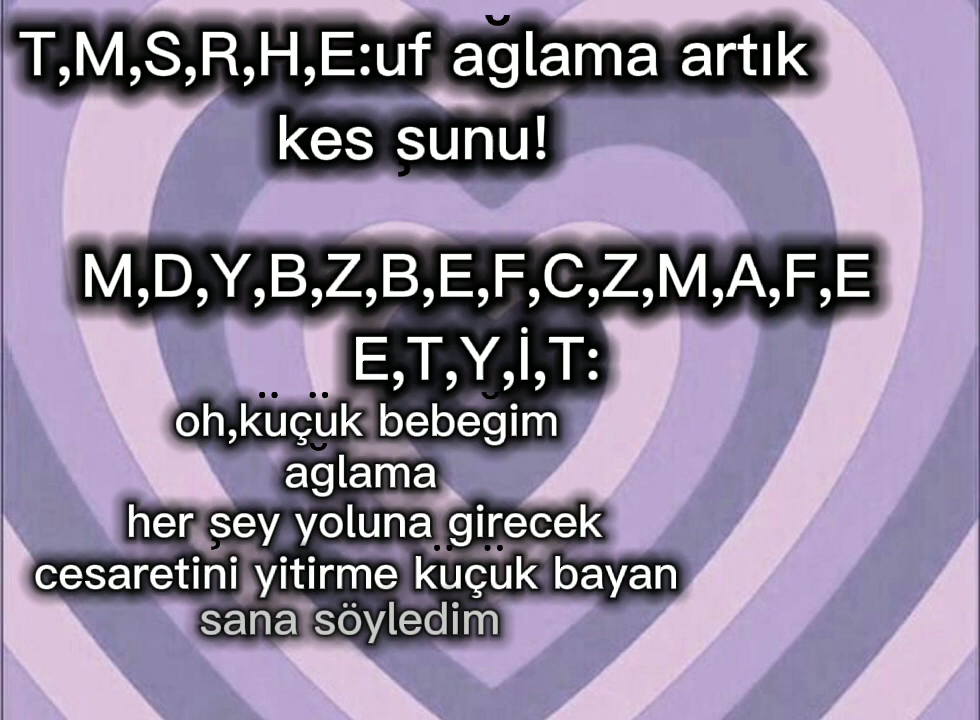 T,M,S,R,H,E:uf ağlama artık
kes şunu!
M,D,Y,B,Z,B,E,F,C,Z,M,A,F,E
E,T,Y,İ,T:
oh,küçük bebeğim
ağlama
her şey yoluna girecek
cesaretini yitirme küçük bayan
sana söyledim